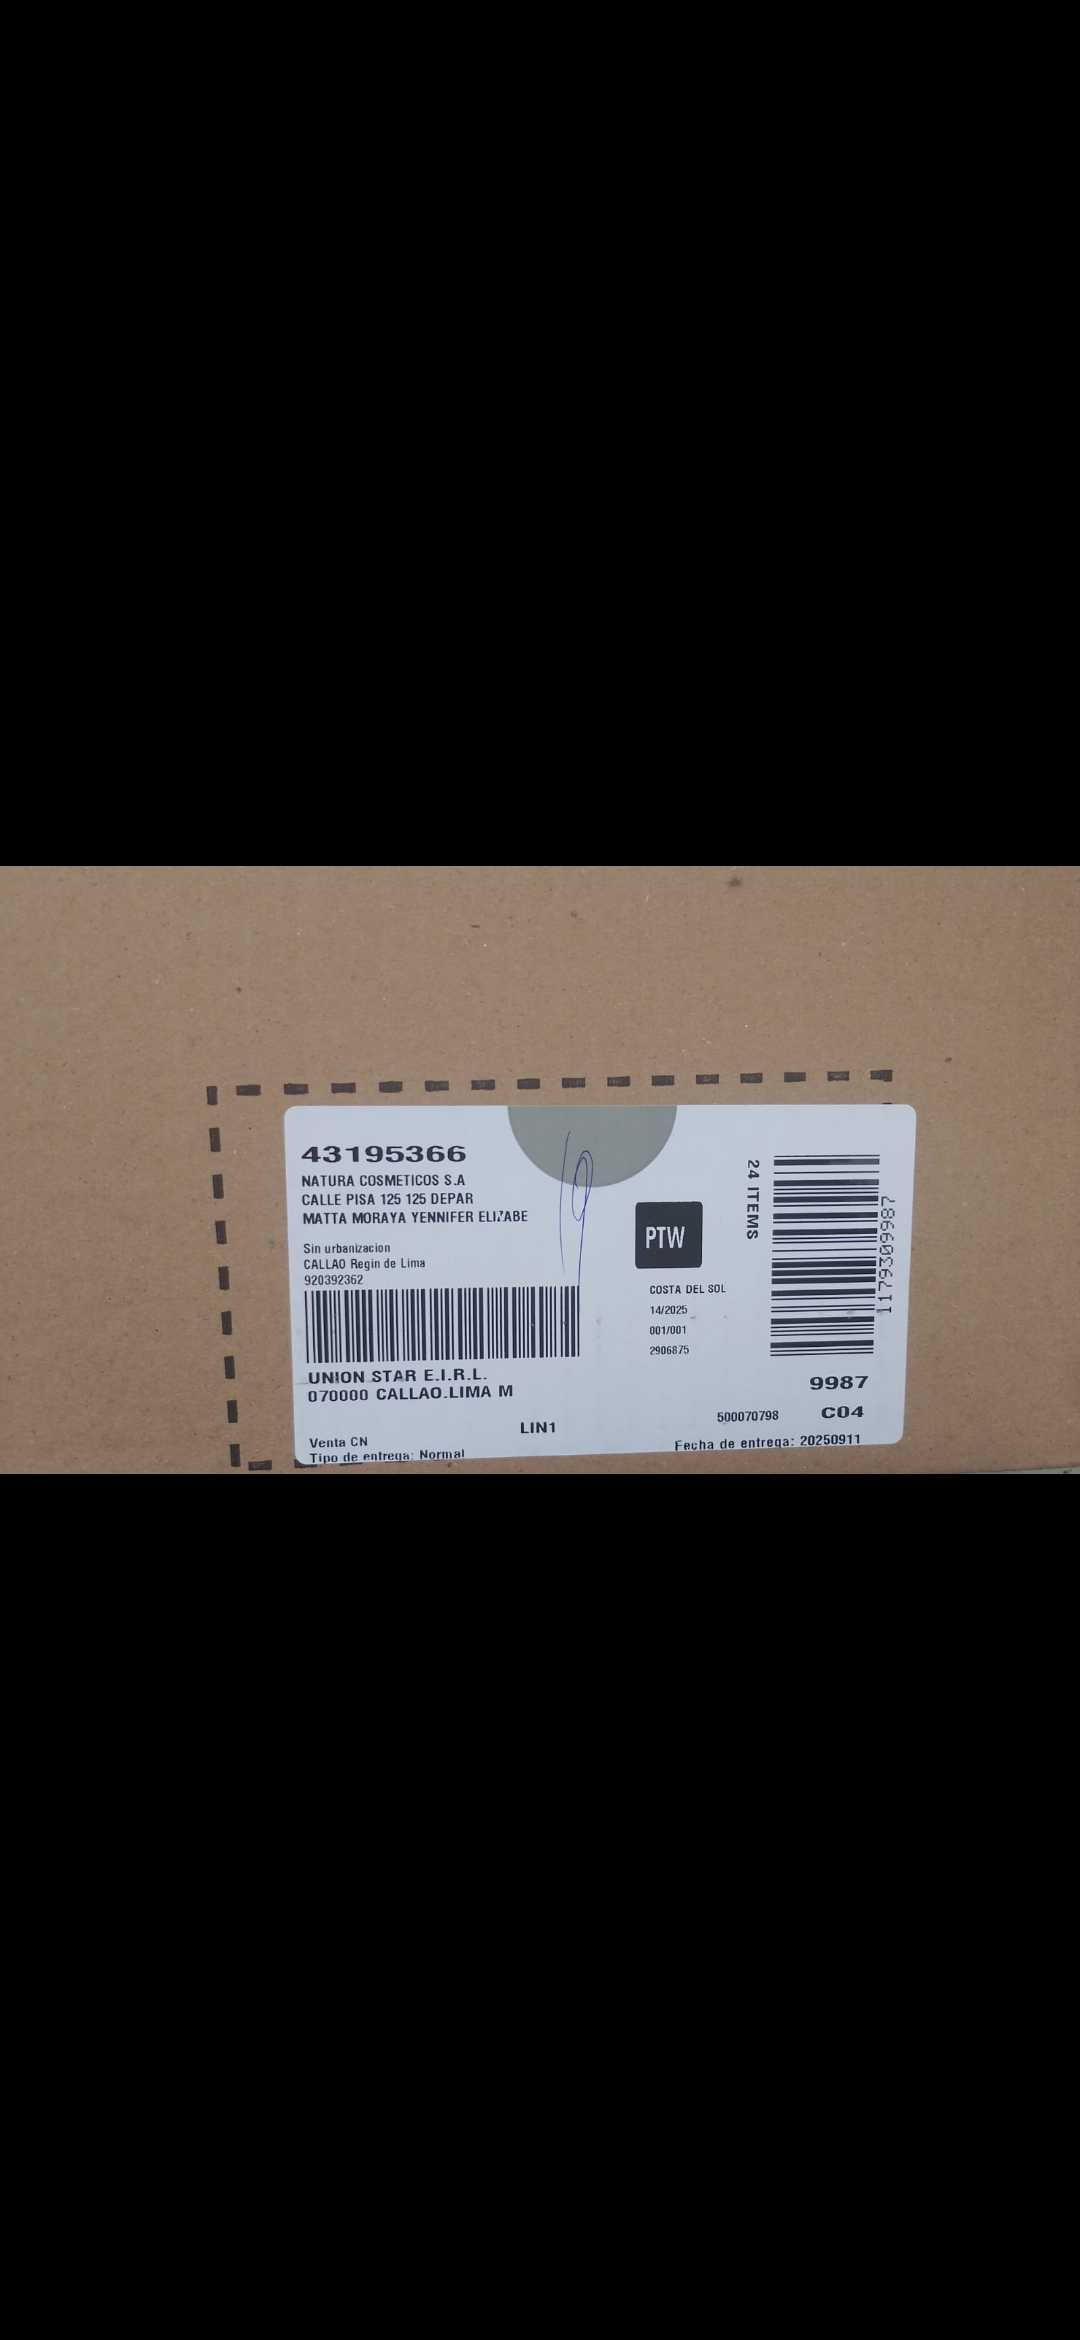 43195366
NATURA COSMETICOS S.A
CALLE PISA 125 125 DEPAR
MATTA MORAYA YENNIFER ELIZABE
Sin urbanizacion
CALLAO Regin de Lima
920392362
UNION STAR E.I.R.L.
070000 CALLAO.LIMA M
LIN1
Venta CN
Tipo de entrega: Normal
PTW
COSTA DEL SOL
14/2025
001/001
2906875
24 ITEMS
1179309987
9987
500070798 C04
Fecha de entrega: 20250911